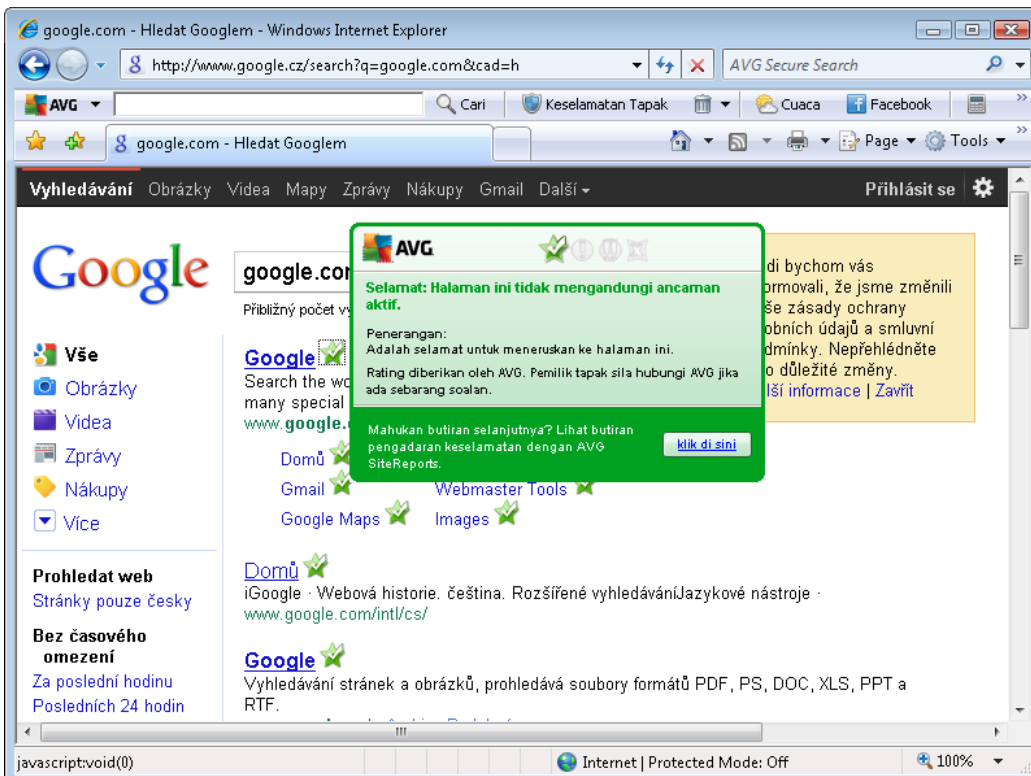 google.com - Hledat Googlem - Windows Internet Explorer
http://www.google.cz/search?q=google.com&cad=h
AVG Secure Search
AVG
Cari
Keselamatan Tapak
Cuaca
Facebook
google.com - Hledat Googlem
Page
Tools
Vyhledávání Obrázky Videa Mapy Zprávy Nákupy Gmail Další
Přihlásit se
Google
google.cor
Přibližný počet
AVG
Selamat: Halaman ini tidak mengandungi ancaman
aktif.
Penerangan:
Adalah selamat untuk meneruskan ke halaman ini.
Rating diberikan oleh AVG. Pemilik tapak sila hubungi AVG jika
ada sebarang soalan.
Mahukan butiran selanjutnya? Lihat butiran
pengadaran keselamatan dengan AVG
SiteReports.
klik di sini
di bychom vás
ormovali, že jsme změnili
še zásady ochrany
obních údajů a smluvní
dmínky. Nepřehlédněte
o důležité změny.
lší informace | Zavřít
Vše
Obrázky
Videa
Zprávy
Nákupy
Více
Prohledat web
Stránky pouze česky
Bez časového
omezení
Za poslední hodinu
Posledních 24 hodin
Google
Search the wo
many special
www.google.
Domů
Gmail
Webmaster Tools
Google Maps
Images
Domů
iGoogle · Webová historie. čeština. Rozšířené vyhledáváníJazykové nástroje ·
www.google.com/intl/cs/
Google
Vyhledávání stránek a obrázků, prohledává soubory formátů PDF, PS, DOC, XLS, PPT a
RTF.
javascript:void(0)
Internet | Protected Mode: Off
100%